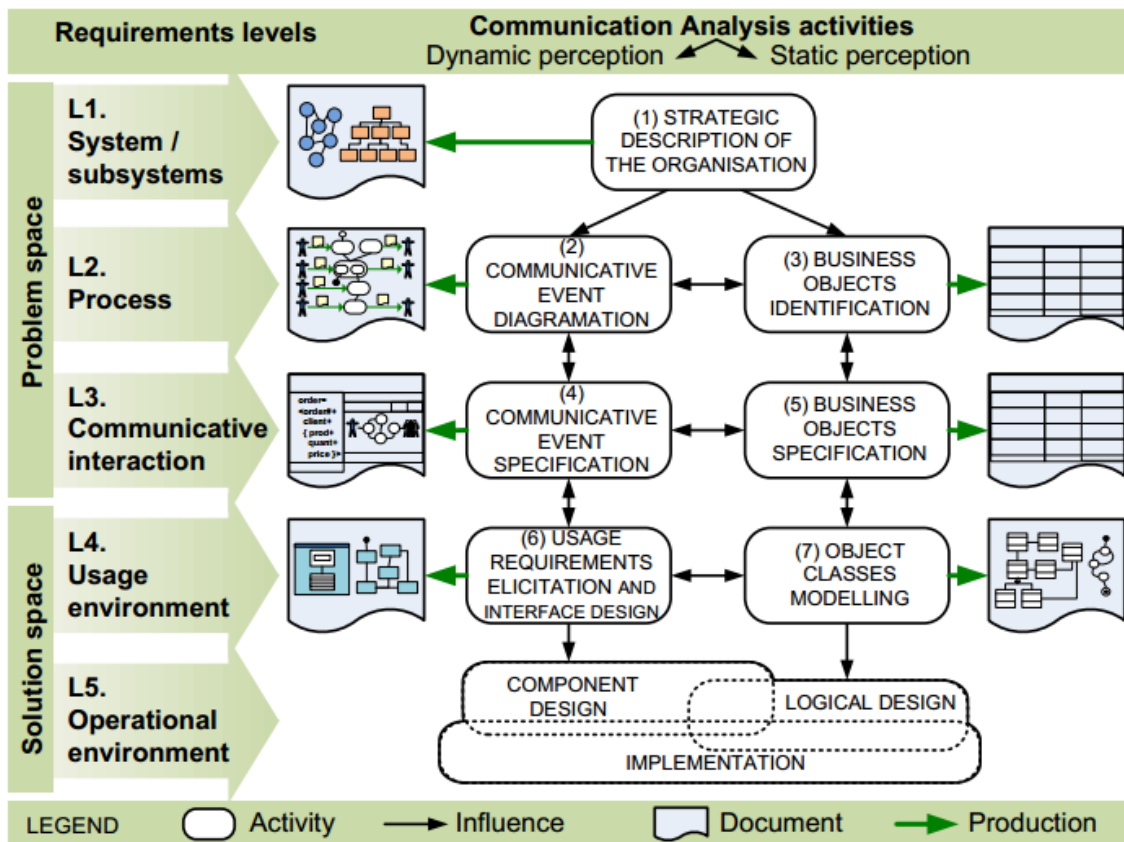 Requirements levels
Communication Analysis activities
Dynamic perception
Static perception
Problem space
L1.
System /
subsystems
(1) STRATEGIC
DESCRIPTION OF
THE ORGANISATION
L2.
Process
(2)
COMMUNICATIVE
EVENT
DIAGRAMATION
(3) BUSINESS
OBJECTS
IDENTIFICATION
L3.
Communicative
interaction
order=
<order#+
client+
{ prod+
quant+
price }>
(4)
COMMUNICATIVE
EVENT
SPECIFICATION
(5) BUSINESS
OBJECTS
SPECIFICATION
Solution space
L4.
Usage
environment
(6) USAGE
REQUIREMENTS
ELICITATION AND
INTERFACE DESIGN
(7) OBJECT
CLASSES
MODELLING
L5.
Operational
environment
COMPONENT
DESIGN
LOGICAL DESIGN
IMPLEMENTATION
LEGEND
Activity
Influence
Document
Production